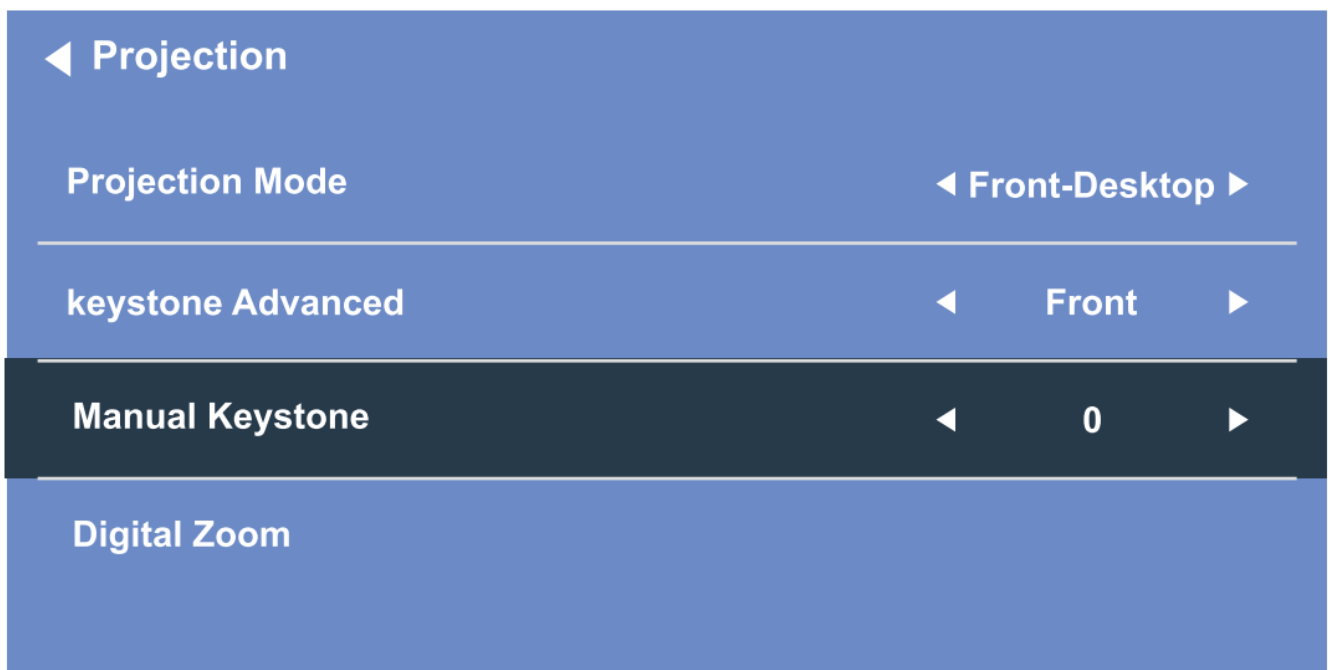 Projection
Projection Mode Front-Desktop
keystone Advanced Front
Manual Keystone 0
Digital Zoom